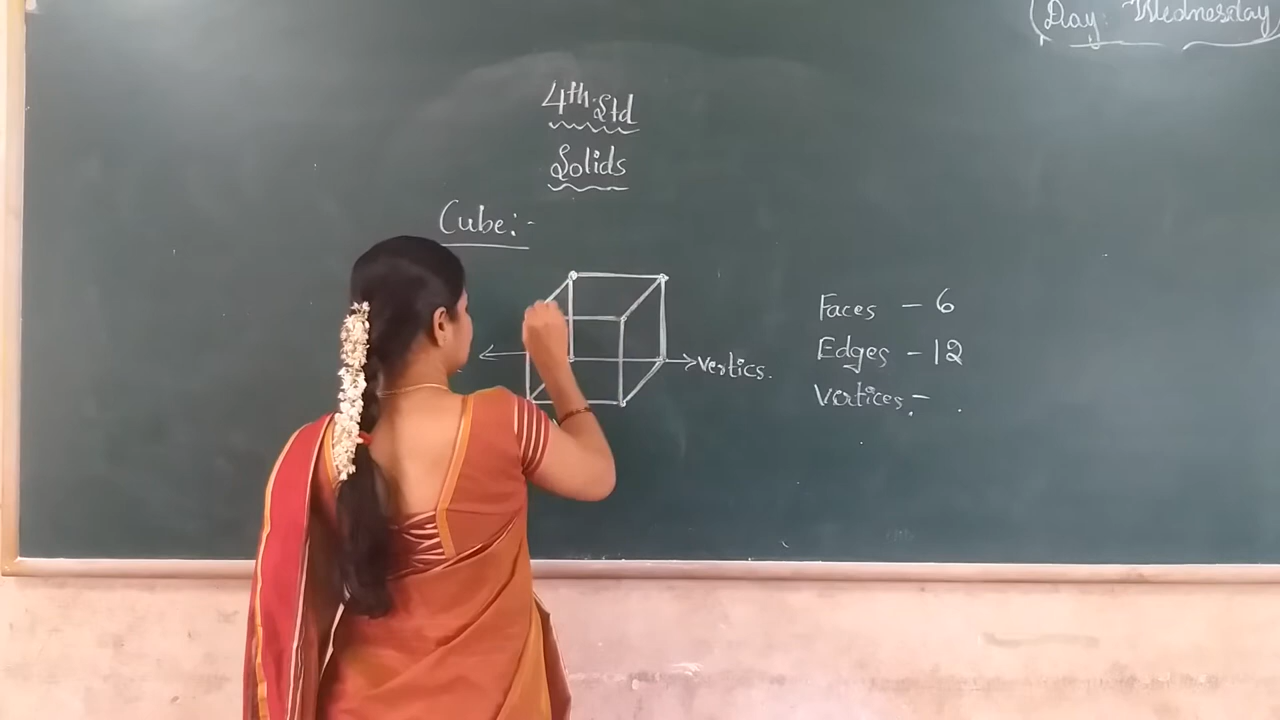 (Day: Wednesday
4th Std
Solids
Cube:-
Faces - 6
Edges - 12
Vertics.
Vertices:- .